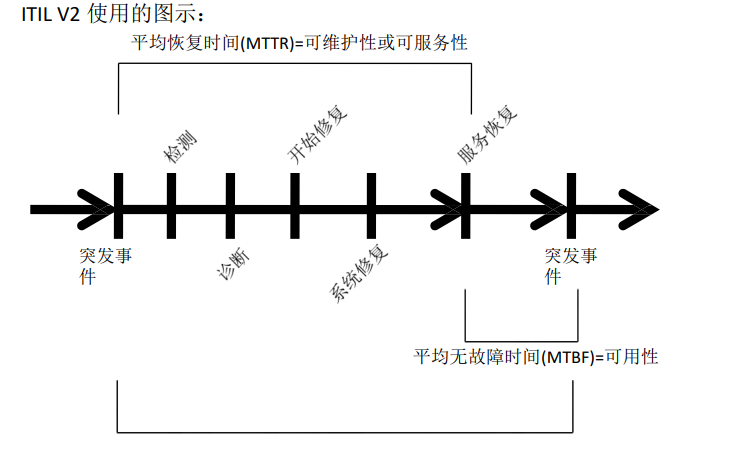 ITIL V2 使用的图示：
平均恢复时间(MTTR)=可维护性或可服务性
检测
开始修复
服务恢复
突发事
件
诊断
系统修复
突发事
件
平均无故障时间(MTBF)=可用性